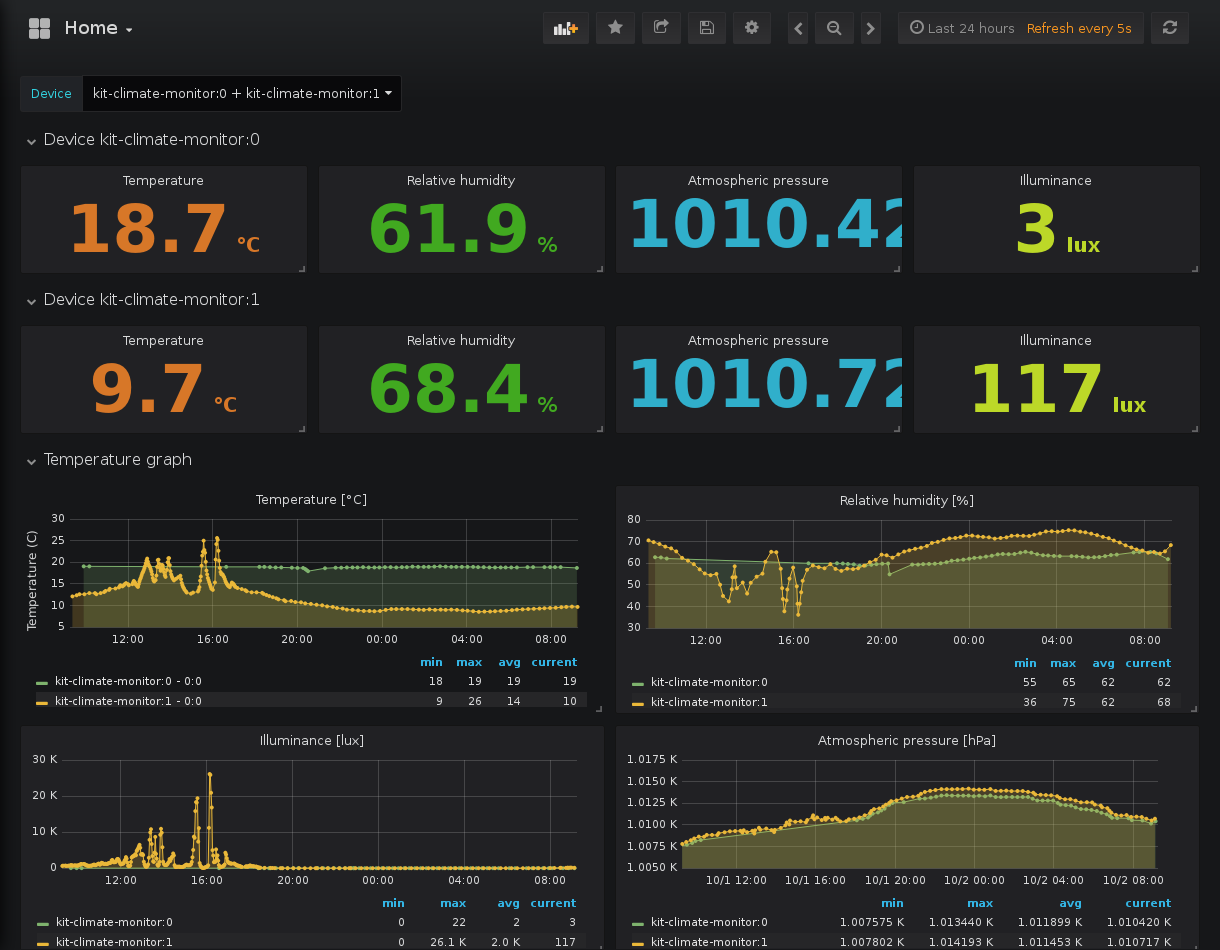 Home
Last 24 hours Refresh every 5s
Device kit-climate-monitor:0 + kit-climate-monitor:1
Device kit-climate-monitor:0
Temperature Relative humidity Atmospheric pressure Illuminance
18.7 °C 61.9 % 1010.42 3 lux
Device kit-climate-monitor:1
Temperature Relative humidity Atmospheric pressure Illuminance
9.7 °C 68.4 % 1010.72 117 lux
Temperature graph
Temperature [°C]
Temperature (C)
30
25
20
15
10
5
12:00 16:00 20:00 00:00 04:00 08:00
min max avg current
kit-climate-monitor:0 - 0:0 18 19 19 19
kit-climate-monitor:1 - 0:0 9 26 14 10
Relative humidity [%]
80
70
60
50
40
30
12:00 16:00 20:00 00:00 04:00 08:00
min max avg current
kit-climate-monitor:0 55 65 62 62
kit-climate-monitor:1 36 75 62 68
Illuminance [lux]
30 K
20 K
10 K
0
12:00 16:00 20:00 00:00 04:00 08:00
min max avg current
kit-climate-monitor:0 0 22 2 3
kit-climate-monitor:1 0 26.1 K 2.0 K 117
Atmospheric pressure [hPa]
1.0175 K
1.0150 K
1.0125 K
1.0100 K
1.0075 K
1.0050 K
10/1 12:00 10/1 16:00 10/1 20:00 10/2 00:00 10/2 04:00 10/2 08:00
min max avg current
kit-climate-monitor:0 1.007575 K 1.013440 K 1.011899 K 1.010420 K
kit-climate-monitor:1 1.007802 K 1.014193 K 1.011453 K 1.010717 K